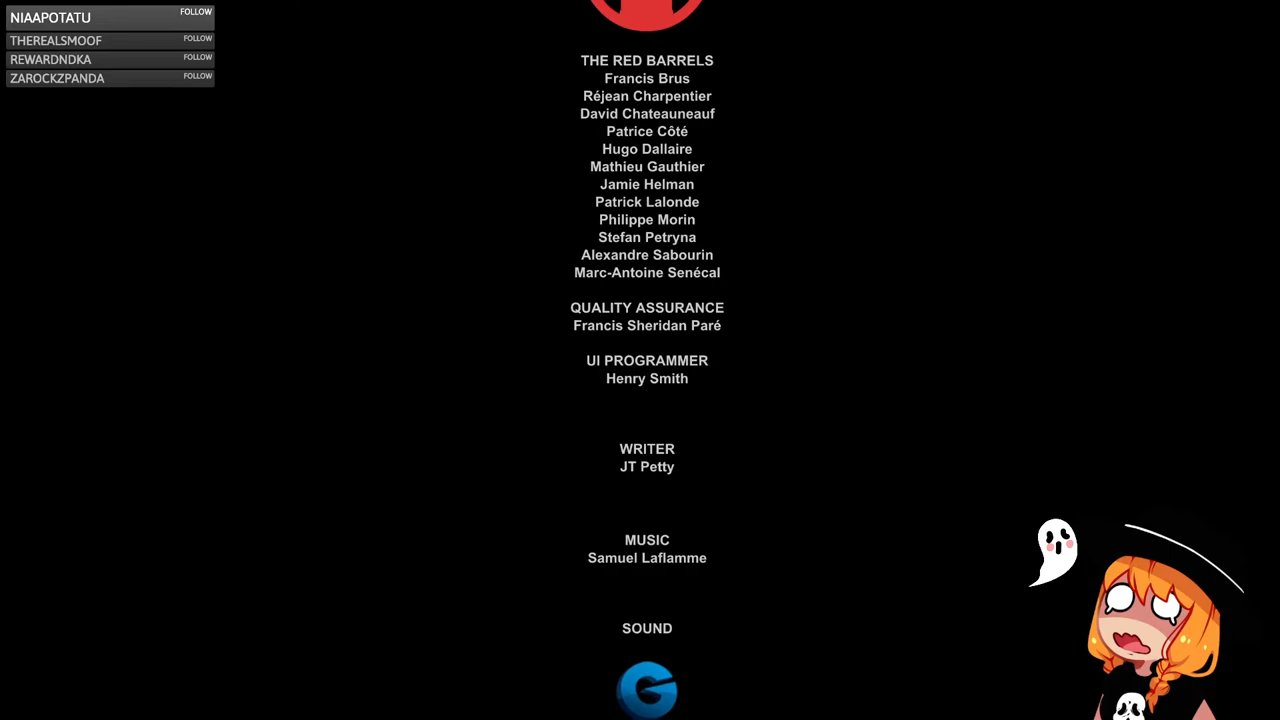 NIAAPOTATU FOLLOW
THEREALSMOOF FOLLOW
REWARDNDKA FOLLOW
ZAROCKZPANDA FOLLOW
THE RED BARRELS
Francis Brus
Réjean Charpentier
David Chateauneuf
Patrice Côté
Hugo Dallaire
Mathieu Gauthier
Jamie Helman
Patrick Lalonde
Philippe Morin
Stefan Petryna
Alexandre Sabourin
Marc-Antoine Senécal
QUALITY ASSURANCE
Francis Sheridan Paré
UI PROGRAMMER
Henry Smith
WRITER
JT Petty
MUSIC
Samuel Laflamme
SOUND
G